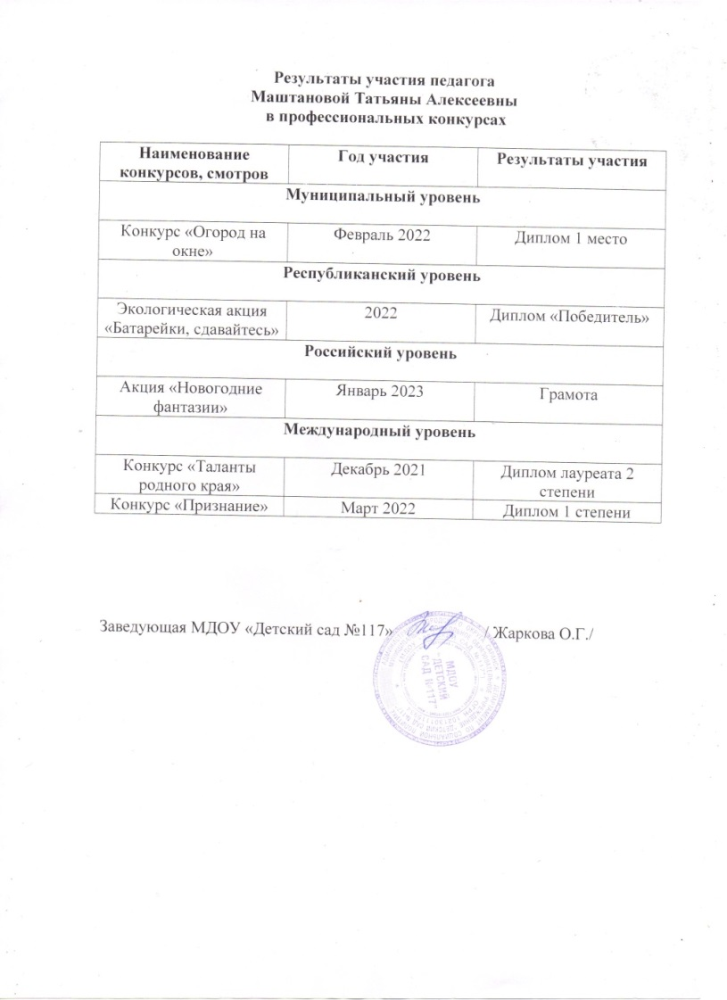 Результаты участия педагога
Маштановой Татьяны Алексеевны
в профессиональных конкурсах
Наименование
конкурсов, смотров
Год участия
Результаты участия
Муниципальный уровень
Конкурс «Огород на
окне»
Февраль 2022
Диплом 1 место
Республиканский уровень
Экологическая акция
«Батарейки, сдавайтесь»
2022
Диплом «Победитель»
Российский уровень
Акция «Новогодние
фантазии»
Январь 2023
Грамота
Международный уровень
Конкурс «Таланты
родного края»
Декабрь 2021
Диплом лауреата 2
степени
Конкурс «Признание»
Март 2022
Диплом 1 степени
Заведующая МДОУ «Детский сад №117» / Жаркова О.Г./
МДОУ
"ДЕТСКИЙ
САД №117"